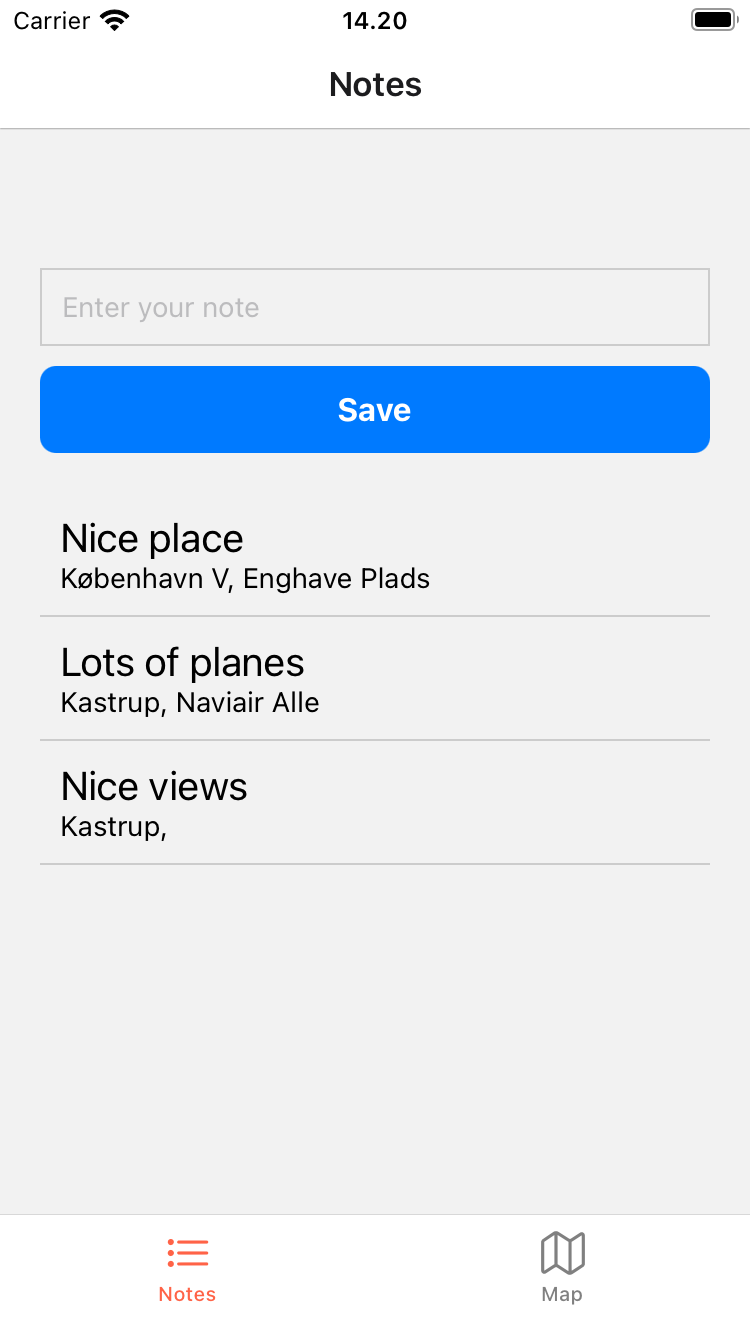 Carrier 14.20
Notes
Enter your note
Save
Nice place
København V, Enghave Plads
Lots of planes
Kastrup, Naviair Alle
Nice views
Kastrup,
Notes Map